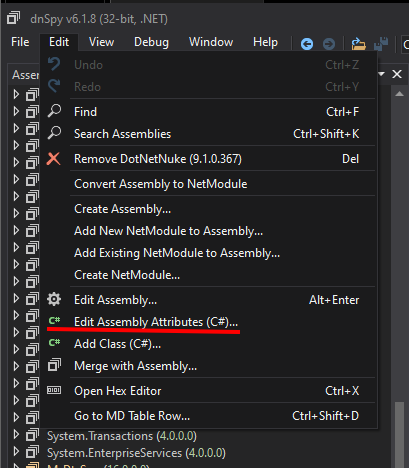 dnSpy v6.1.8 (32-bit, .NET)
File Edit View Debug Window Help
Undo Ctrl+Z
Redo Ctrl+Y
Find Ctrl+F
Search Assemblies Ctrl+Shift+K
Remove DotNetNuke (9.1.0.367) Del
Convert Assembly to NetModule
Create Assembly...
Add New NetModule to Assembly...
Add Existing NetModule to Assembly...
Create NetModule...
Edit Assembly... Alt+Enter
C# Edit Assembly Attributes (C#)...
C# Add Class (C#)...
Merge with Assembly...
Open Hex Editor Ctrl+X
Go to MD Table Row... Ctrl+Shift+D
System.Transactions (4.0.0.0)
System.EnterpriseServices (4.0.0.0)